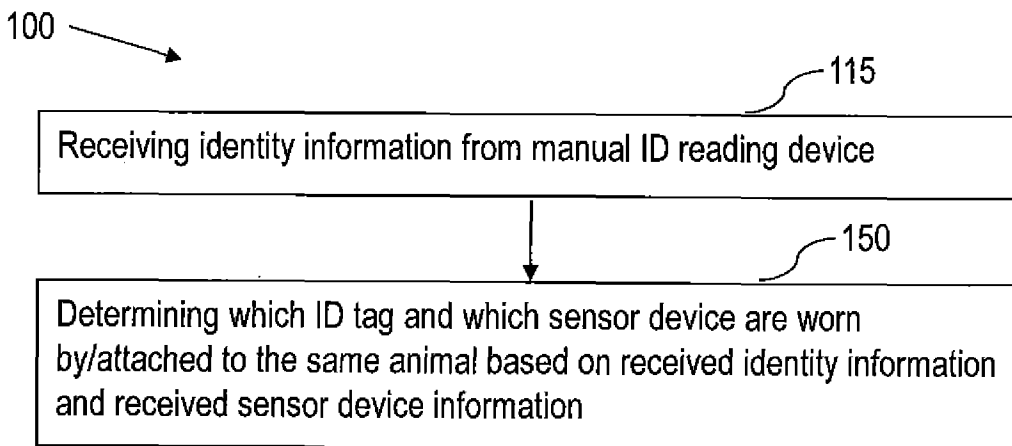 100
115
Receiving identity information from manual ID reading device
150
Determining which ID tag and which sensor device are worn
by/attached to the same animal based on received identity information
and received sensor device information